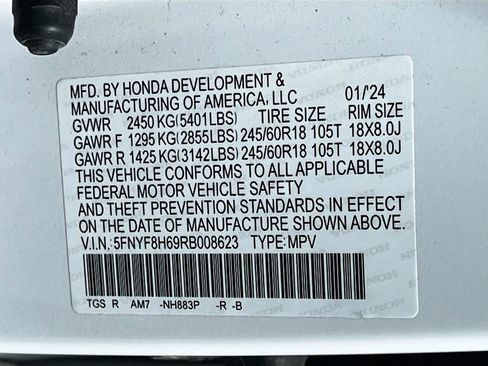 MFD. BY HONDA DEVELOPMENT &
MANUFACTURING OF AMERICA, LLC 01/'24
GVWR 2450 KG(5401LBS) TIRE SIZE RIM SIZE
GAWR F 1295 KG(2855LBS) 245/60R18 105T 18X8.0J
GAWR R 1425 KG(3142LBS) 245/60R18 105T 18X8.0J
THIS VEHICLE CONFORMS TO ALL APPLICABLE
FEDERAL MOTOR VEHICLE SAFETY
AND THEFT PREVENTION STANDARDS IN EFFECT
ON THE DATE OF MANUFACTURE SHOWN ABOVE.
V.I.N.:5FNYF8H69RB008623 TYPE:MPV
TGS R AM7 -NH883P -R -B